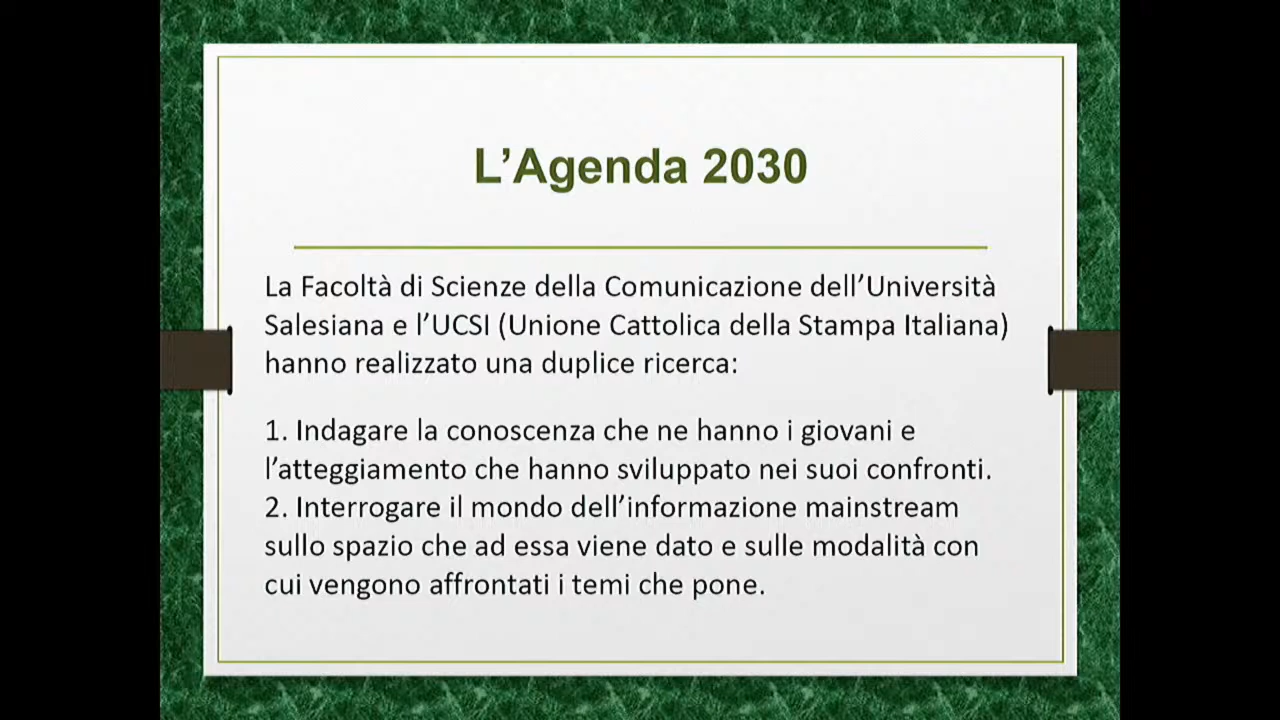 L’Agenda 2030
La Facoltà di Scienze della Comunicazione dell’Università
Salesiana e l’UCSI (Unione Cattolica della Stampa Italiana)
hanno realizzato una duplice ricerca:
1. Indagare la conoscenza che ne hanno i giovani e
l’atteggiamento che hanno sviluppato nei suoi confronti.
2. Interrogare il mondo dell’informazione mainstream
sullo spazio che ad essa viene dato e sulle modalità con
cui vengono affrontati i temi che pone.